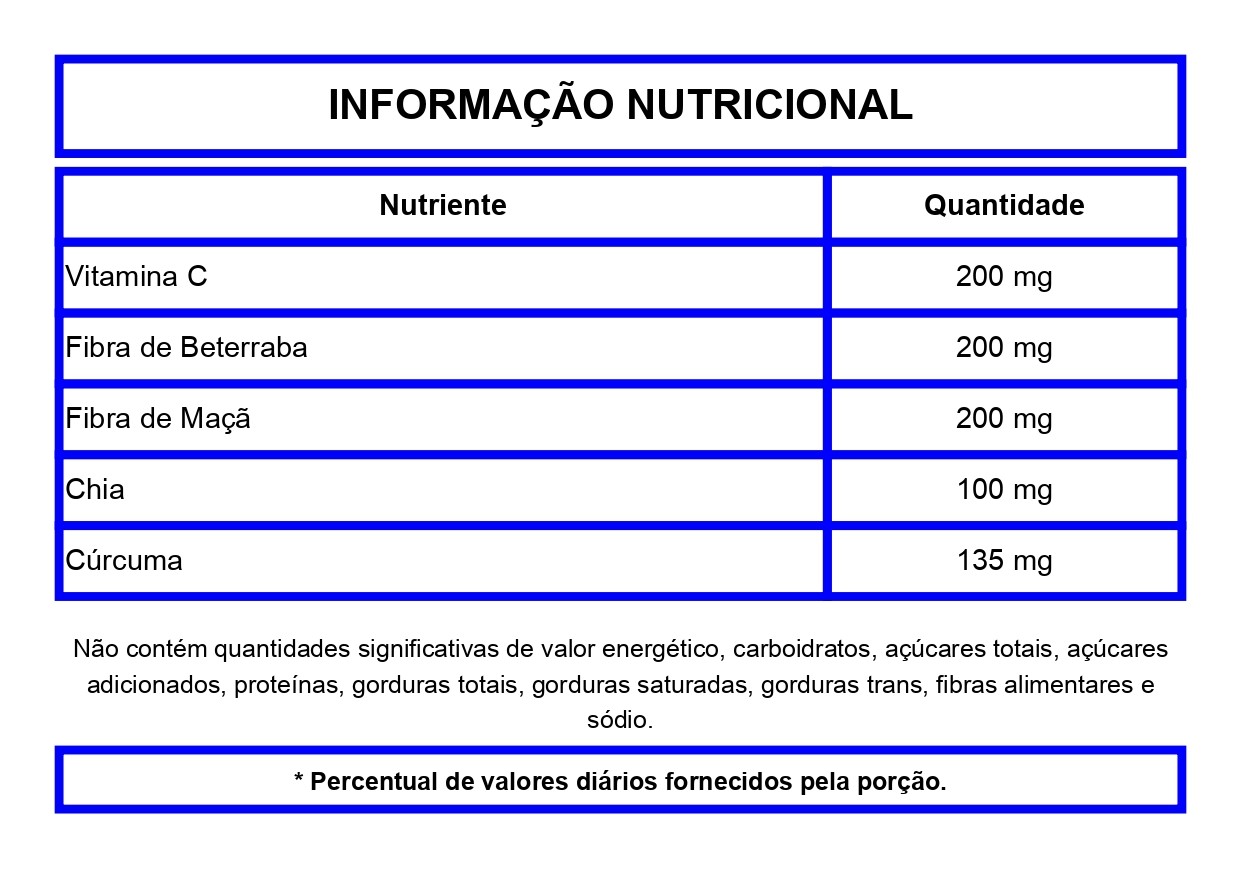 INFORMAÇÃO NUTRICIONAL
Nutriente Quantidade
Vitamina C 200 mg
Fibra de Beterraba 200 mg
Fibra de Maçã 200 mg
Chia 100 mg
Cúrcuma 135 mg
Não contém quantidades significativas de valor energético, carboidratos, açúcares totais, açúcares
adicionados, proteínas, gorduras totais, gorduras saturadas, gorduras trans, fibras alimentares e
sódio.
* Percentual de valores diários fornecidos pela porção.